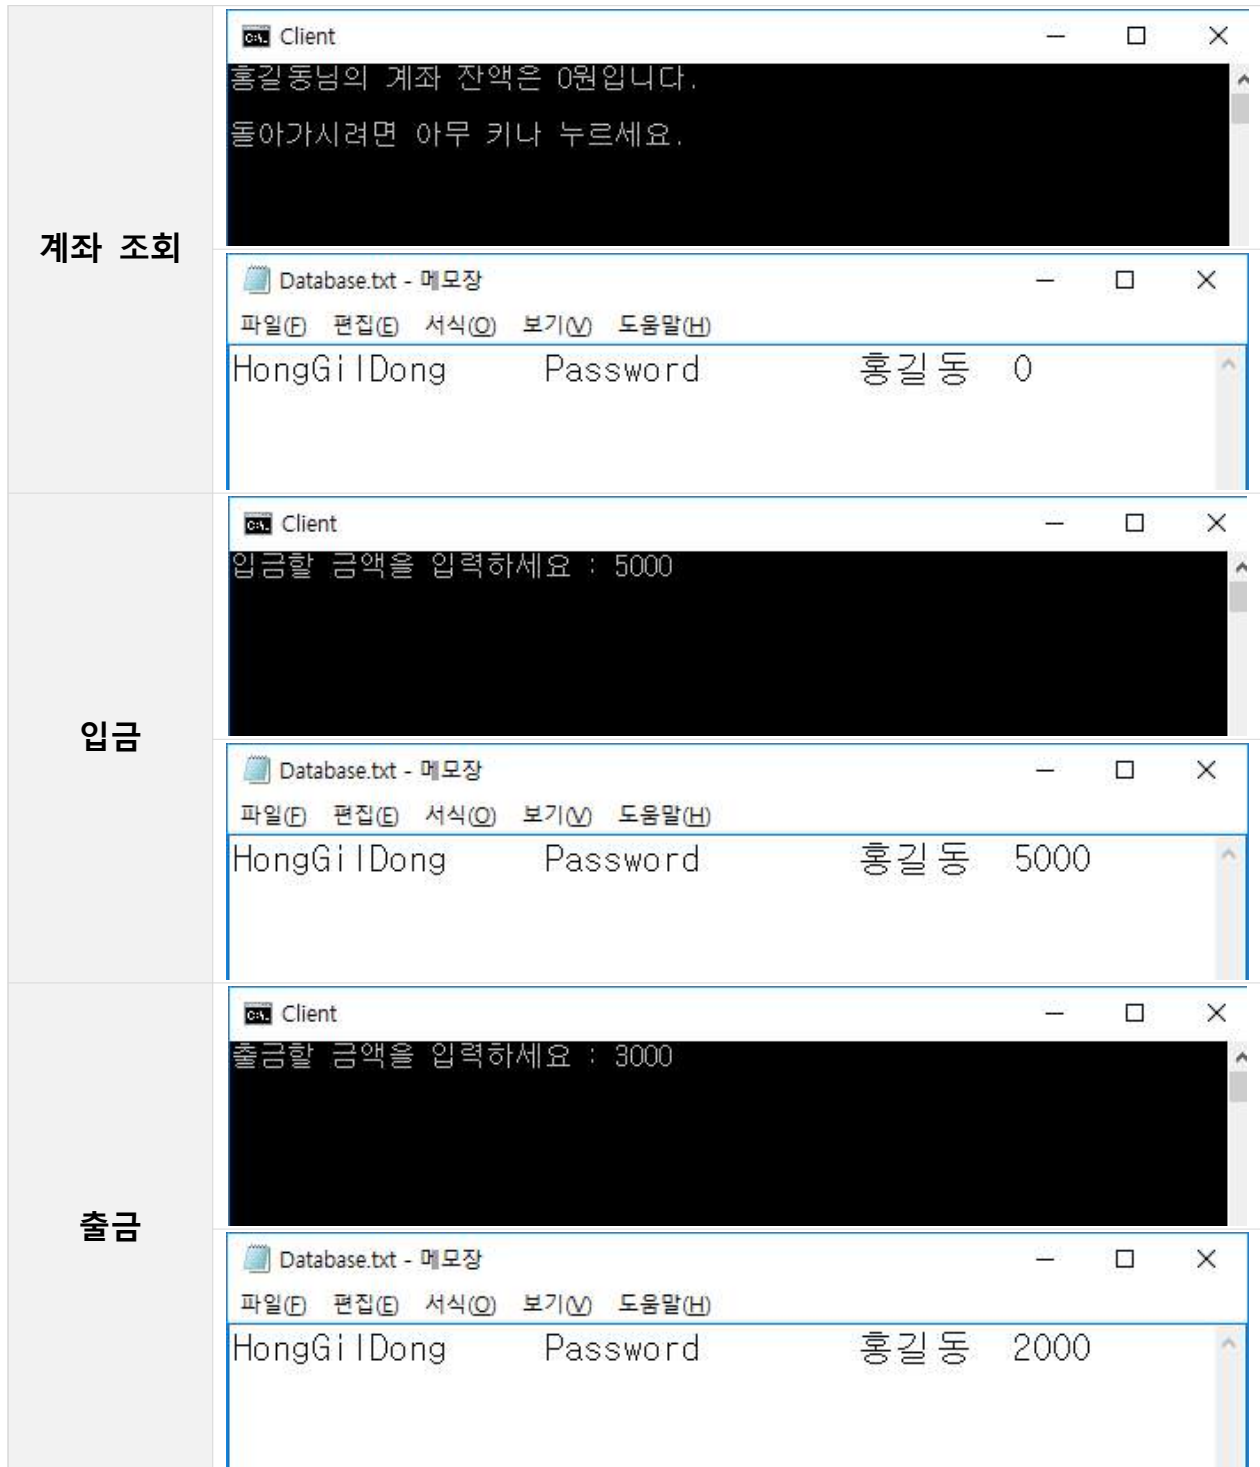 계좌 조회
Client
홍길동님의 계좌 잔액은 0원입니다.
돌아가시려면 아무 키나 누르세요.
Database.txt - 메모장
파일(F) 편집(E) 서식(O) 보기(V) 도움말(H)
HongGilDong Password 홍길동 0
입금
Client
입금할 금액을 입력하세요 : 5000
Database.txt - 메모장
파일(F) 편집(E) 서식(O) 보기(V) 도움말(H)
HongGilDong Password 홍길동 5000
출금
Client
출금할 금액을 입력하세요 : 3000
Database.txt - 메모장
파일(F) 편집(E) 서식(O) 보기(V) 도움말(H)
HongGilDong Password 홍길동 2000